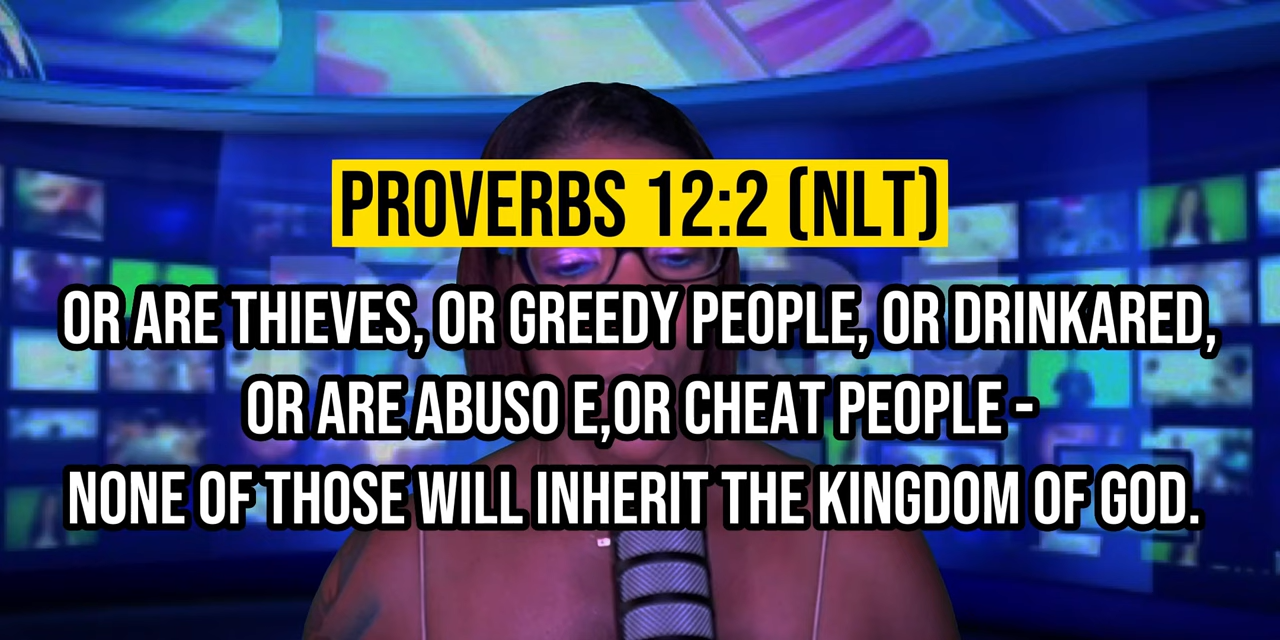 PROVERBS 12:2 (NLT)
OR ARE THIEVES, OR GREEDY PEOPLE, OR DRINKARED,
OR ARE ABUSO E,OR CHEAT PEOPLE -
NONE OF THOSE WILL INHERIT THE KINGDOM OF GOD.